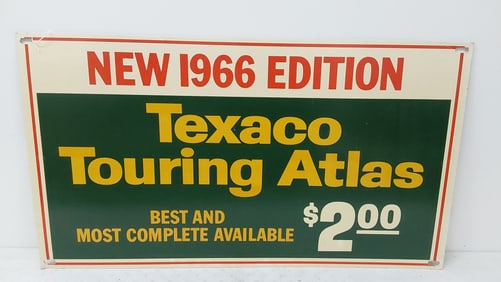 NEW 1966 EDITION
Texaco
Touring Atlas
BEST AND
MOST COMPLETE AVAILABLE
$2.00